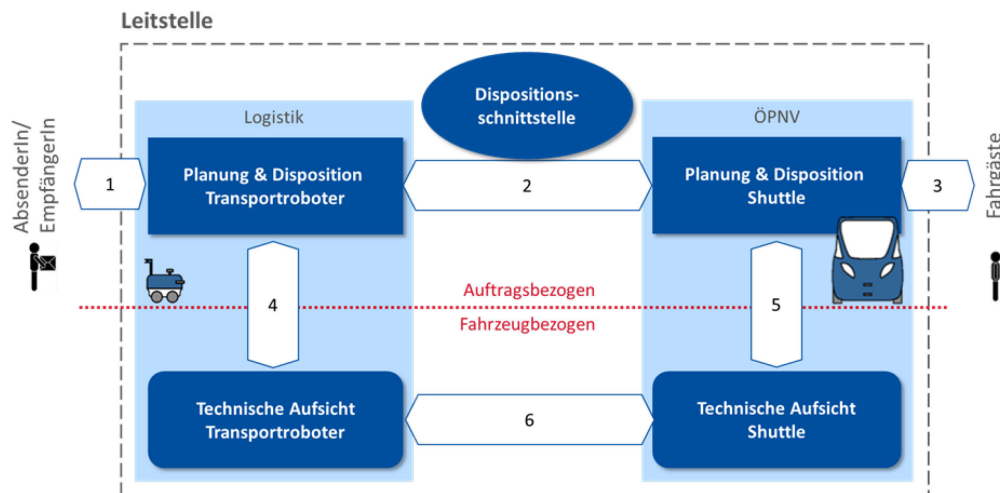 Leitstelle
Dispositions-
schnittstelle
Logistik
ÖPNV
AbsenderIn/
EmpfängerIn
1
Planung & Disposition
Transportroboter
2
Planung & Disposition
Shuttle
3
Fahrgäste
4
Auftragsbezogen
Fahrzeugbezogen
5
Technische Aufsicht
Transportroboter
6
Technische Aufsicht
Shuttle